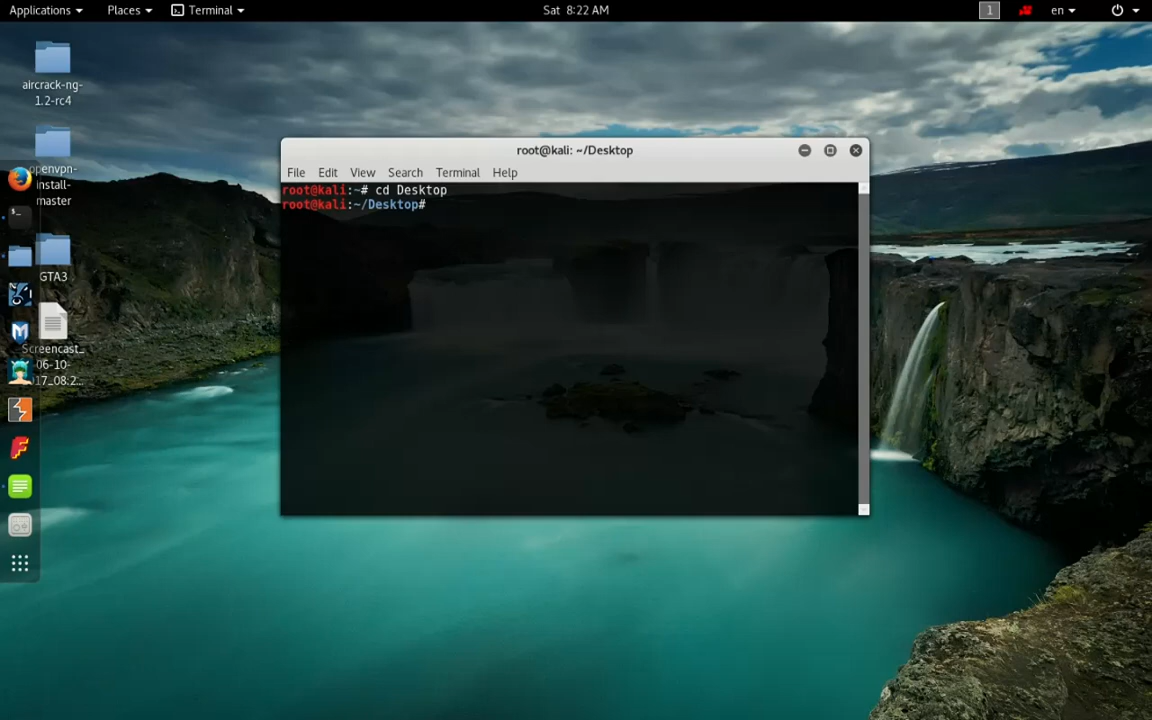 Applications Places Terminal Sat 8:22 AM 1 en
aircrack-ng-
1.2-rc4
openvpn-
install-
master
GTA3
Screencast_
06-10-
17_08:2...
root@kali: ~/Desktop
File Edit View Search Terminal Help
root@kali:~# cd Desktop
root@kali:~/Desktop#